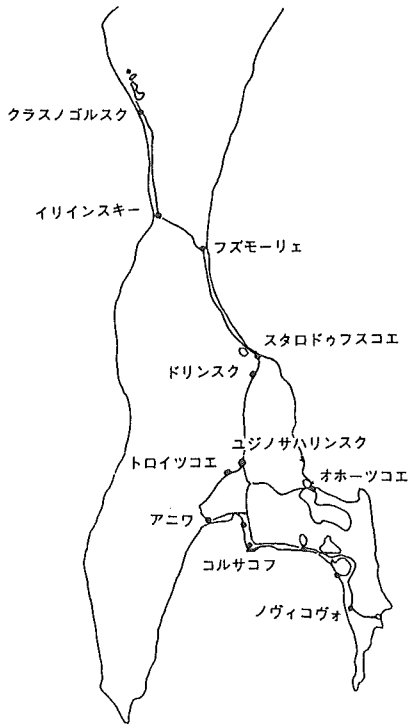 クラスノゴルスク
イリインスキー
フズモーリェ
スタロドゥフスコエ
ドリンスク
ユジノサハリンスク
トロイツコエ
オホーツコエ
アニワ
コルサコフ
ノヴィコヴォ